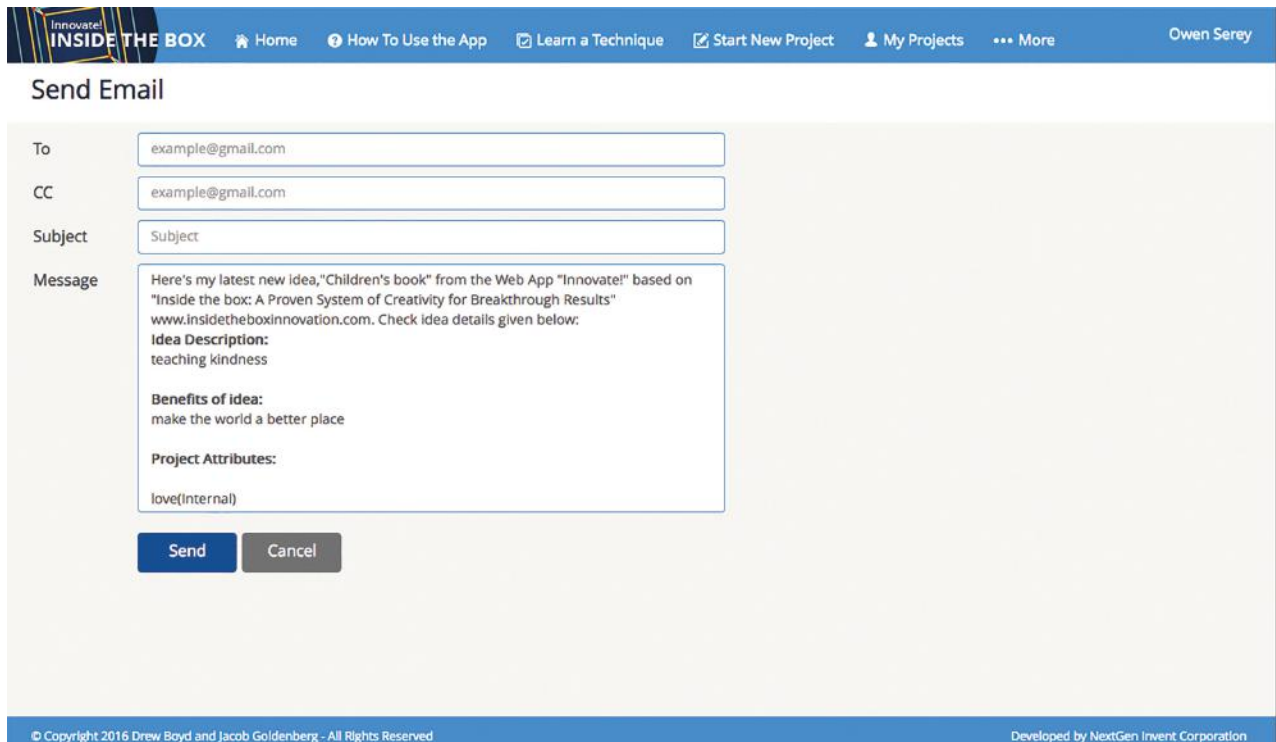 Innovate!
INSIDE THE BOX
Home
How To Use the App
Learn a Technique
Start New Project
My Projects
More
Owen Serey
Send Email
To
example@gmail.com
CC
example@gmail.com
Subject
Subject
Message
Here's my latest new idea,"Children's book" from the Web App "Innovate!" based on
"Inside the box: A Proven System of Creativity for Breakthrough Results"
www.insidetheboxinnovation.com. Check idea details given below:
Idea Description:
teaching kindness
Benefits of idea:
make the world a better place
Project Attributes:
love(Internal)
Send
Cancel
© Copyright 2016 Drew Boyd and Jacob Goldenberg - All Rights Reserved
Developed by NextGen Invent Corporation